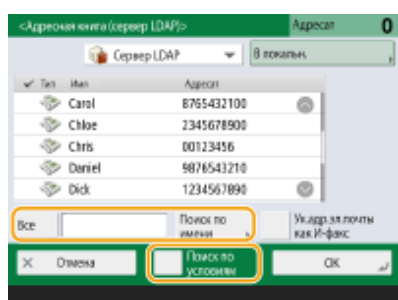 <Адресная книга (сервер LDAP)>
Адресат 0
Сервер LDAP
В локальн.
Тип Имя Адресат
Carol 8765432100
Chloe 2345678900
Chris 00123456
Daniel 9876543210
Dick 1234567890
Все
Поиск по
имени
Ук.адр.эл.почты
как И-факс
Отмена
Поиск по
условиям
OK